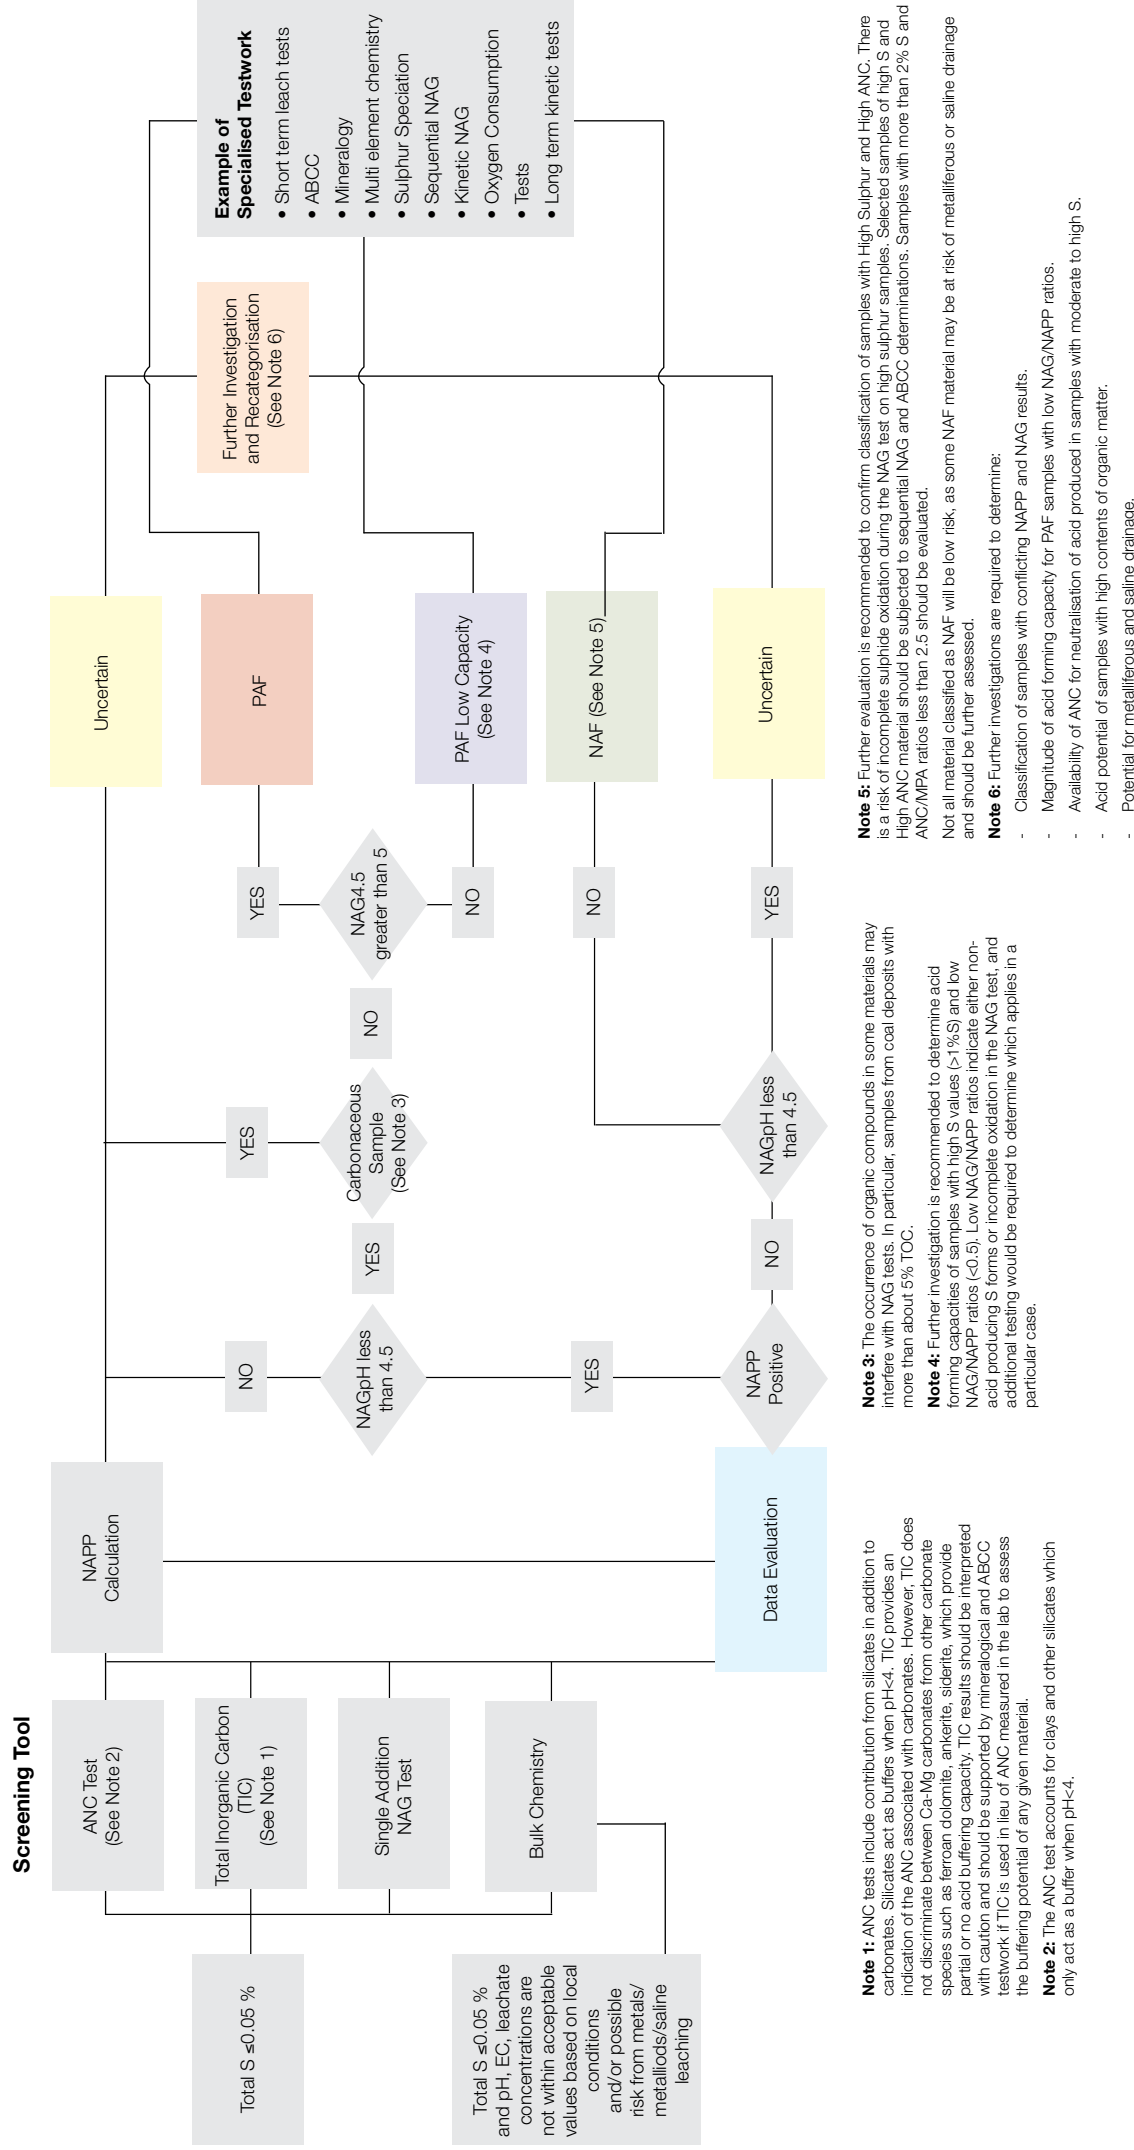 Screening Tool
Total S ≤0.05 %
Total S ≤0.05 %
and pH, EC, leachate
concentrations are
not within acceptable
values based on local
conditions
and/or possible
risk from metals/
metalliods/saline
leaching
ANC Test
(See Note 2)
Total Inorganic Carbon
(TIC)
(See Note 1)
Single Addition
NAG Test
Bulk Chemistry
NAPP
Calculation
Data Evaluation
NAPP
Positive
YES
NO
NAGpH less
than 4.5
NO
YES
Carbonaceous
Sample
(See Note 3)
YES
NO
NAG4.5
greater than 5
YES
NO
NAGpH less
than 4.5
NO
YES
Uncertain
PAF
PAF Low Capacity
(See Note 4)
NAF (See Note 5)
Uncertain
Further Investigation
and Recategorisation
(See Note 6)
Example of
Specialised Testwork
• Short term leach tests
• ABCC
• Mineralogy
• Multi element chemistry
• Sulphur Speciation
• Sequential NAG
• Kinetic NAG
• Oxygen Consumption
• Tests
• Long term kinetic tests
Note 1: ANC tests include contribution from silicates in addition to
carbonates. Silicates act as buffers when pH<4. TIC provides an
indication of the ANC associated with carbonates. However, TIC does
not discriminate between Ca-Mg carbonates from other carbonate
species such as ferroan dolomite, ankerite, siderite, which provide
partial or no acid buffering capacity. TIC results should be interpreted
with caution and should be supported by mineralogical and ABCC
testwork if TIC is used in lieu of ANC measured in the lab to assess
the buffering potential of any given material.
Note 2: The ANC test accounts for clays and other silicates which
only act as a buffer when pH<4.
Note 3: The occurrence of organic compounds in some materials may
interfere with NAG tests. In particular, samples from coal deposits with
more than about 5% TOC.
Note 4: Further investigation is recommended to determine acid
forming capacities of samples with high S values (>1%S) and low
NAG/NAPP ratios (<0.5). Low NAG/NAPP ratios indicate either non-
acid producing S forms or incomplete oxidation in the NAG test, and
additional testing would be required to determine which applies in a
particular case.
Note 5: Further evaluation is recommended to confirm classification of samples with High Sulphur and High ANC. There
is a risk of incomplete sulphide oxidation during the NAG test on high sulphur samples. Selected samples of high S and
High ANC material should be subjected to sequential NAG and ABCC determinations. Samples with more than 2% S and
ANC/MPA ratios less than 2.5 should be evaluated.
Not all material classified as NAF will be low risk, as some NAF material may be at risk of metalliferous or saline drainage
and should be further assessed.
Note 6: Further investigations are required to determine:
- Classification of samples with conflicting NAPP and NAG results.
- Magnitude of acid forming capacity for PAF samples with low NAG/NAPP ratios.
- Availability of ANC for neutralisation of acid produced in samples with moderate to high S.
- Acid potential of samples with high contents of organic matter.
- Potential for metalliferous and saline drainage.